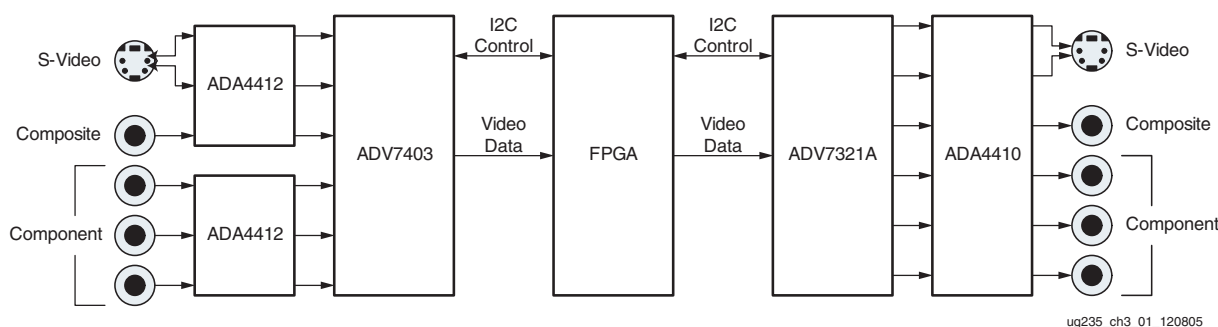 S-Video
Composite
Component
ADA4412
ADA4412
ADV7403
I2C
Control
Video
Data
FPGA
I2C
Control
Video
Data
ADV7321A
ADA4410
S-Video
Composite
Component
ug235_ch3_01_120805